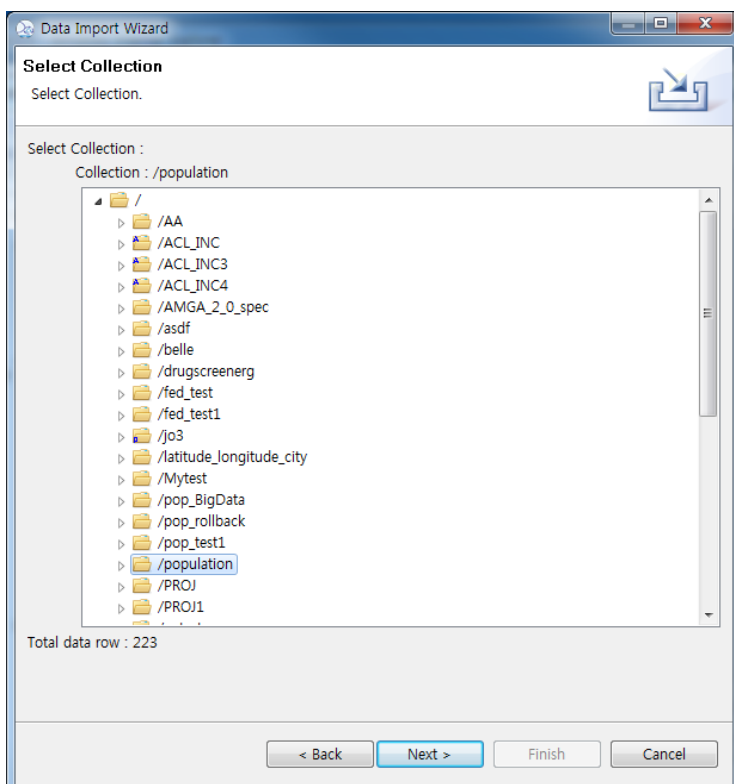 Data Import Wizard
Select Collection
Select Collection.
Select Collection :
Collection : /population
/
/AA
/ACL_INC
/ACL_INC3
/ACL_INC4
/AMGA_2_0_spec
/asdf
/belle
/drugscreenerg
/fed_test
/fed_test1
/jo3
/latitude_longitude_city
/Mytest
/pop_BigData
/pop_rollback
/pop_test1
/population
/PROJ
/PROJ1
Total data row : 223
< Back Next > Finish Cancel